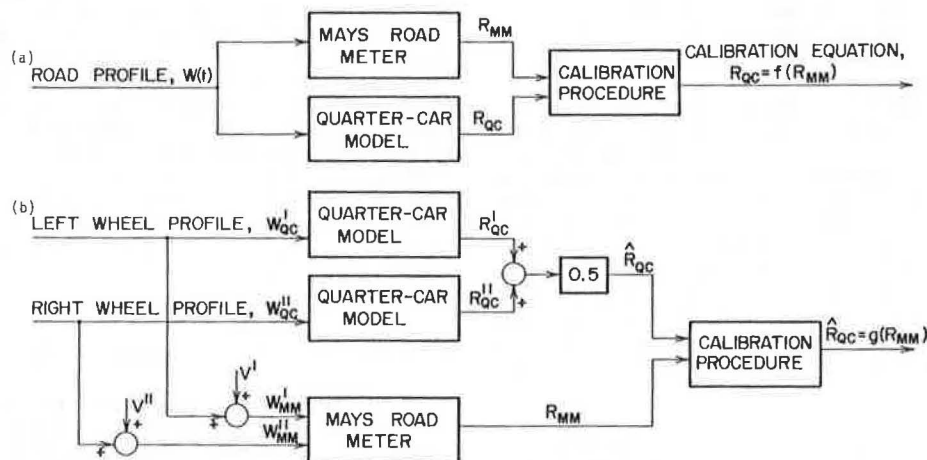 (a)
ROAD PROFILE, W(t)
MAYS ROAD
METER
R_MM
QUARTER-CAR
MODEL
R_QC
CALIBRATION
PROCEDURE
CALIBRATION EQUATION,
R_QC = f(R_MM)
(b)
LEFT WHEEL PROFILE, W^I_QC
QUARTER-CAR
MODEL
R^I_QC
+
0.5
R̂_QC
RIGHT WHEEL PROFILE, W^II_QC
QUARTER-CAR
MODEL
R^II_QC
+
CALIBRATION
PROCEDURE
R̂_QC = g(R_MM)
V^I
+
+
W^I_MM
V^II
+
+
W^II_MM
MAYS ROAD
METER
R_MM